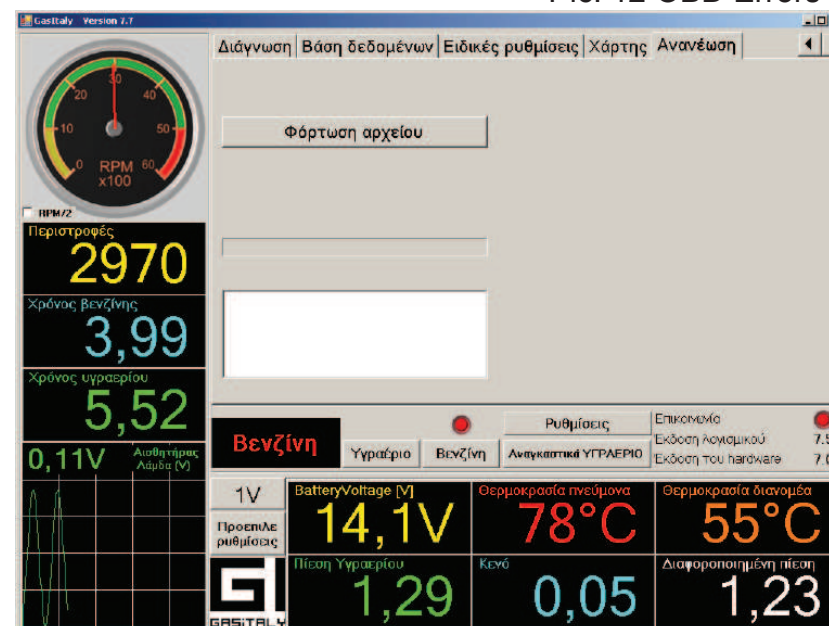 GasItaly Version 7.7
Διάγνωση Βάση δεδομένων Ειδικές ρυθμίσεις Χάρτης Ανανέωση
Φόρτωση αρχείου
0 10 20 30 40 50 60
RPM
x100
RPM/2
Περιστροφές
2970
Χρόνος βενζίνης
3,99
Χρόνος υγραερίου
5,52
0,11V
Αισθητήρας
Λάμδα (V)
Βενζίνη
Υγραέριο
Βενζίνη
Ρυθμίσεις
Αναγκαστικά ΥΓΡΑΕΡΙΟ
Επικοινωνία
Έκδοση λογισμικού
Έκδοση του hardware
1V
Προεπιλε
ρυθμίσεις
GASITALY
BatteryVoltage [V]
14,1V
Θερμοκρασία πνεύμονα
78°C
Θερμοκρασία διανομέα
55°C
Πίεση Υγραερίου
1,29
Κενό
0,05
Διαφοροποιημένη πίεση
1,23